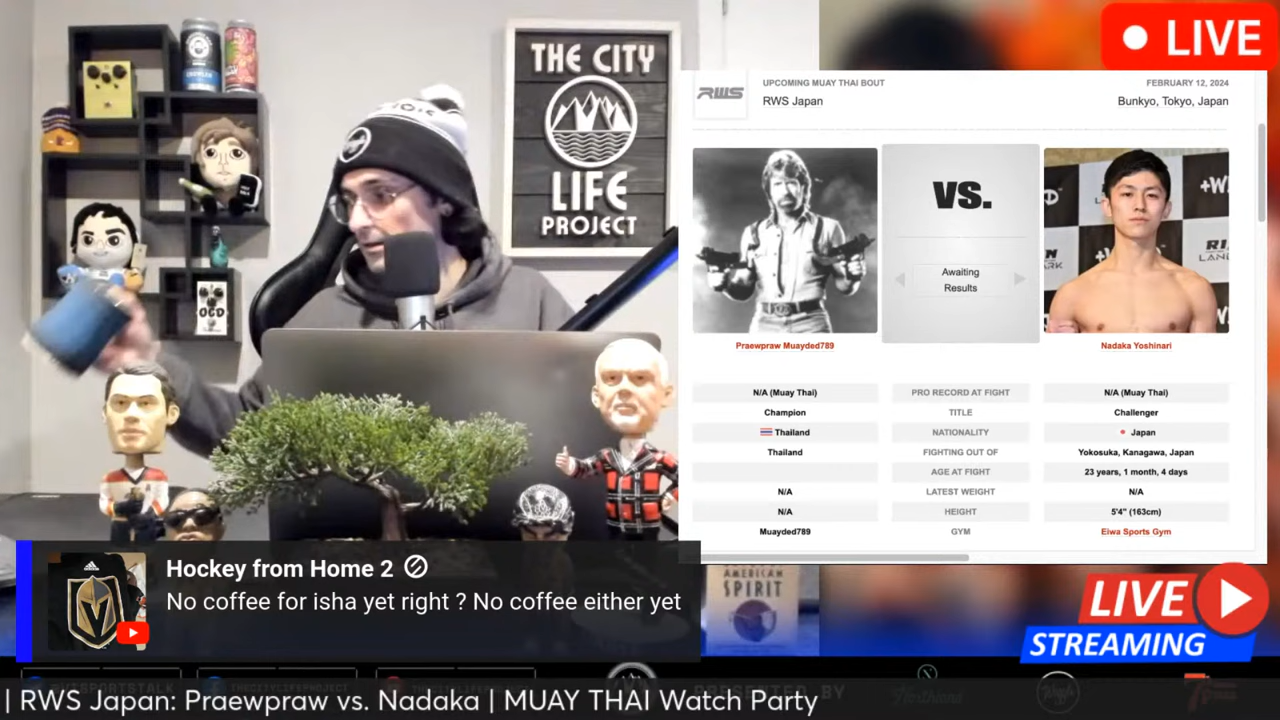 LIVE
THE CITY
LIFE
PROJECT
OCD
RWS
UPCOMING MUAY THAI BOUT
FEBRUARY 12, 2024
RWS Japan
Bunkyo, Tokyo, Japan
VS.
Awaiting
Results
Praewpraw Muayded789
Nadaka Yoshinari
N/A (Muay Thai) PRO RECORD AT FIGHT N/A (Muay Thai)
Champion TITLE Challenger
Thailand NATIONALITY Japan
Thailand FIGHTING OUT OF Yokosuka, Kanagawa, Japan
AGE AT FIGHT 23 years, 1 month, 4 days
N/A LATEST WEIGHT N/A
N/A HEIGHT 5'4" (163cm)
Muayded789 GYM Eiwa Sports Gym
Hockey from Home 2
No coffee for isha yet right ? No coffee either yet
AMERICAN
SPIRIT
LIVE
STREAMING
| RWS Japan: Praewpraw vs. Nadaka | MUAY THAI Watch Party